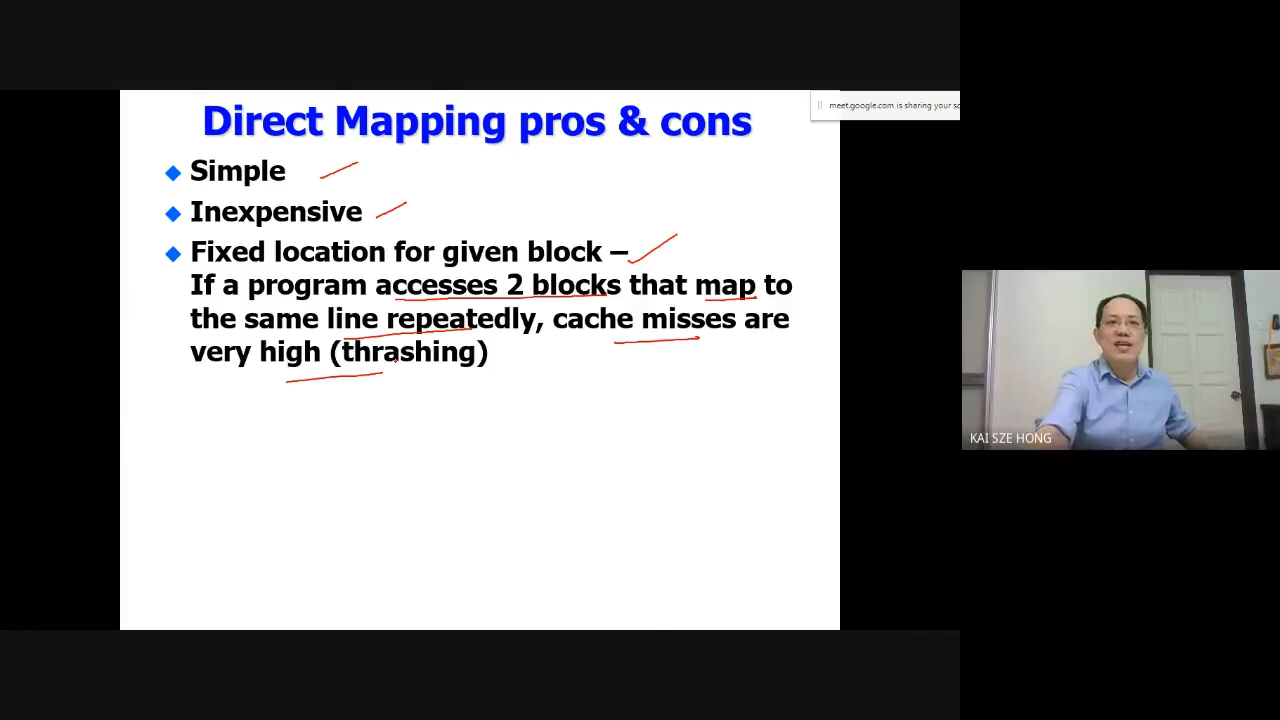 Direct Mapping pros & cons
meet.google.com is sharing your sc
Simple
Inexpensive
Fixed location for given block –
If a program accesses 2 blocks that map to
the same line repeatedly, cache misses are
very high (thrashing)
KAI SZE HONG